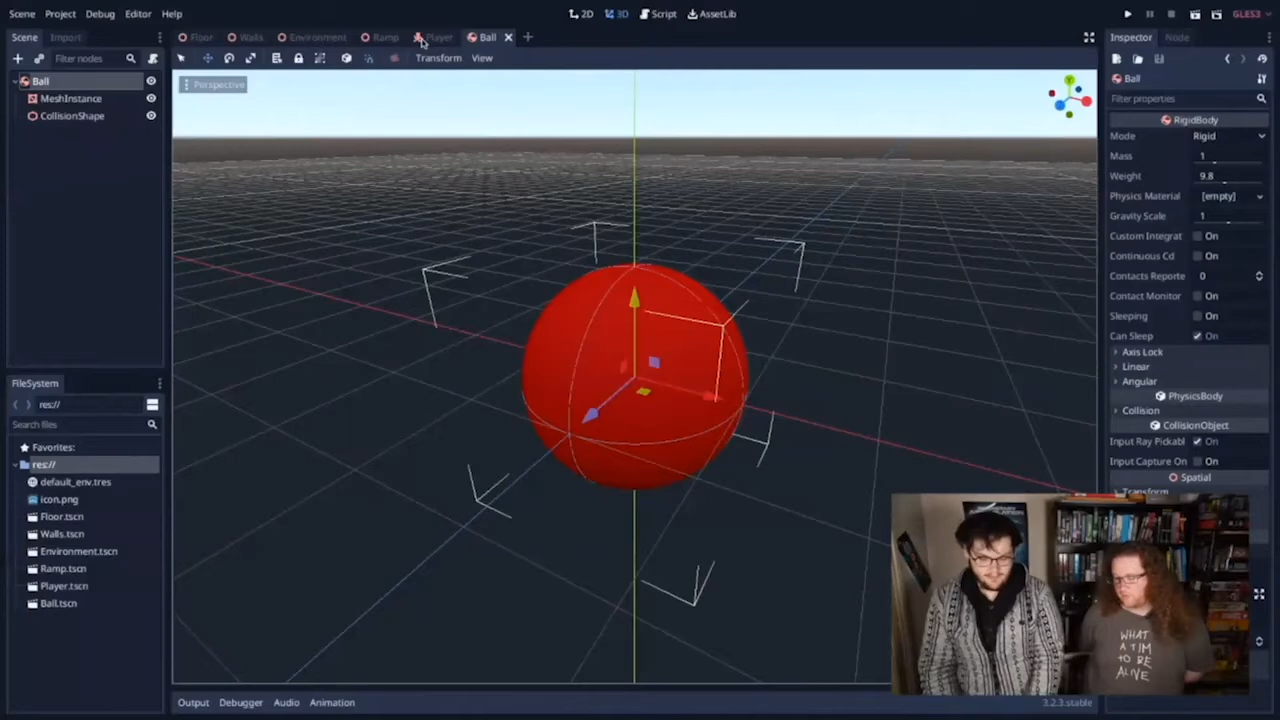 Scene Project Debug Editor Help
2D 3D Script AssetLib
GLES3
Scene Import
Floor Walls Environment Ramp Player Ball
Inspector Node
Filter nodes
Transform View
Ball
MeshInstance
CollisionShape
Perspective
Ball
Filter properties
RigidBody
Mode Rigid
Mass 1
Weight 9.8
Physics Material [empty]
Gravity Scale 1
Custom Integrat On
Continuous Cd On
Contacts Reporte 0
Contact Monitor On
Sleeping On
Can Sleep On
Axis Lock
Linear
Angular
PhysicsBody
Collision
CollisionObject
Input Ray Pickabl On
Input Capture On On
Spatial
Transform
FileSystem
res://
Search files
Favorites:
res://
default_env.tres
icon.png
Floor.tscn
Walls.tscn
Environment.tscn
Ramp.tscn
Player.tscn
Ball.tscn
WHAT
A TIM
TO BE
ALIVE
Output Debugger Audio Animation
3.2.3.stable